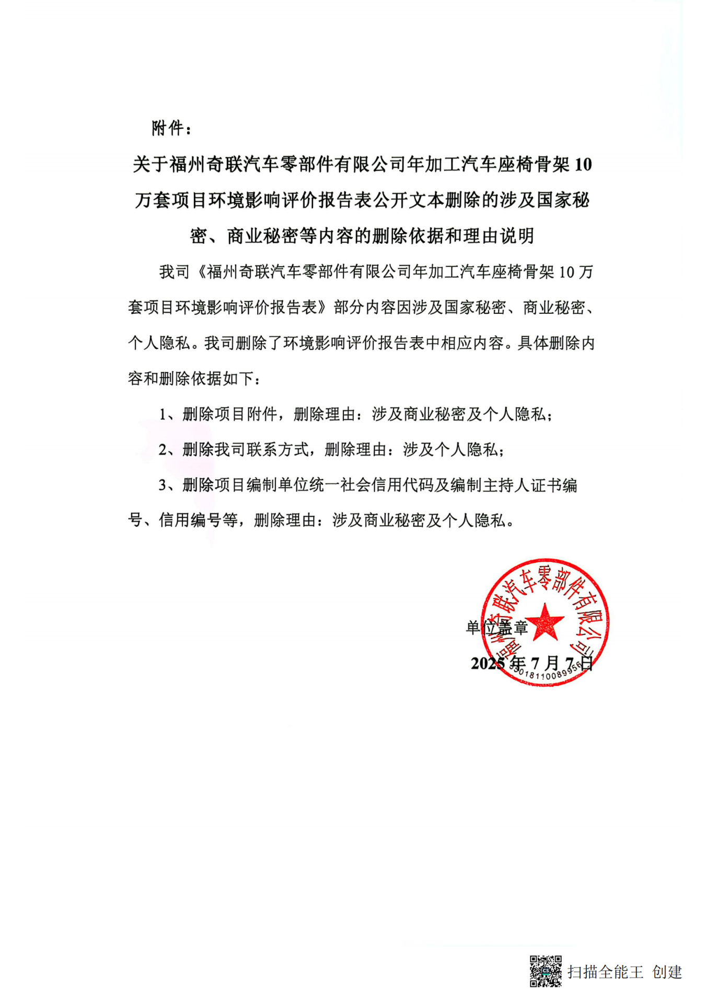 附件：
关于福州奇联汽车零部件有限公司年加工汽车座椅骨架 10
万套项目环境影响评价报告表公开文本删除的涉及国家秘
密、商业秘密等内容的删除依据和理由说明
我司《福州奇联汽车零部件有限公司年加工汽车座椅骨架 10 万
套项目环境影响评价报告表》部分内容因涉及国家秘密、商业秘密、
个人隐私。我司删除了环境影响评价报告表中相应内容。具体删除内
容和删除依据如下：
1、删除项目附件，删除理由：涉及商业秘密及个人隐私；
2、删除我司联系方式，删除理由：涉及个人隐私；
3、删除项目编制单位统一社会信用代码及编制主持人证书编
号、信用编号等，删除理由：涉及商业秘密及个人隐私。
福州奇联汽车零部件有限公司
单位盖章
2025 年 7 月 7 日
35018110089956
扫描全能王 创建